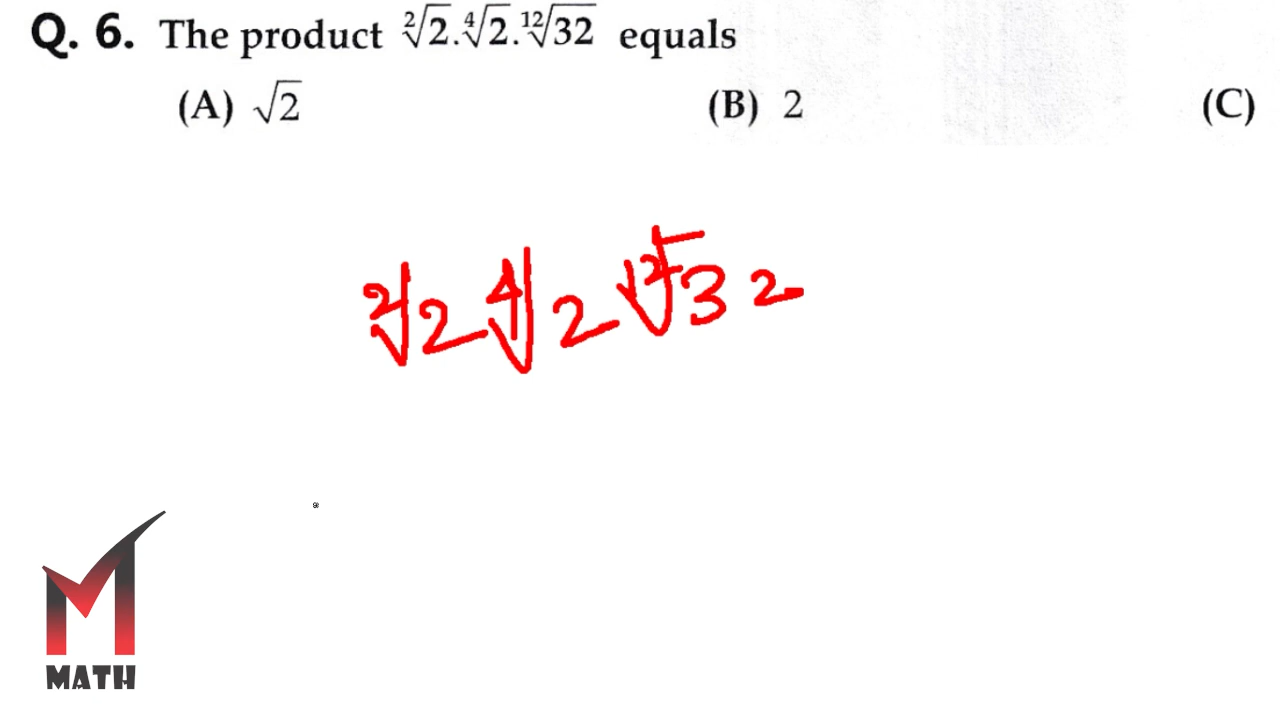 Q. 6. The product ²√2.⁴√2.¹²√32 equals
(A) √2 (B) 2 (C)
²√2 ⁴√2 ¹²√32
MATH